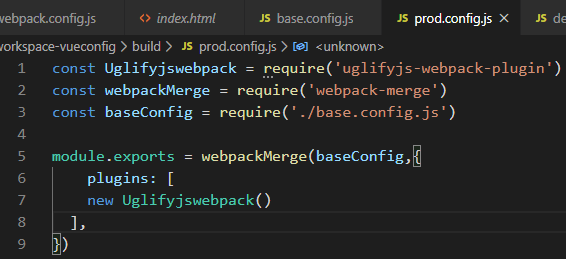 webpack.config.js index.html JS base.config.js JS prod.config.js × JS de
workspace-vueconfig > build > JS prod.config.js > <unknown>
1 const Uglifyjswebpack = require('uglifyjs-webpack-plugin')
2 const webpackMerge = require('webpack-merge')
3 const baseConfig = require('./base.config.js')
4
5 module.exports = webpackMerge(baseConfig,{
6 plugins: [
7 new Uglifyjswebpack()
8 ],
9 })